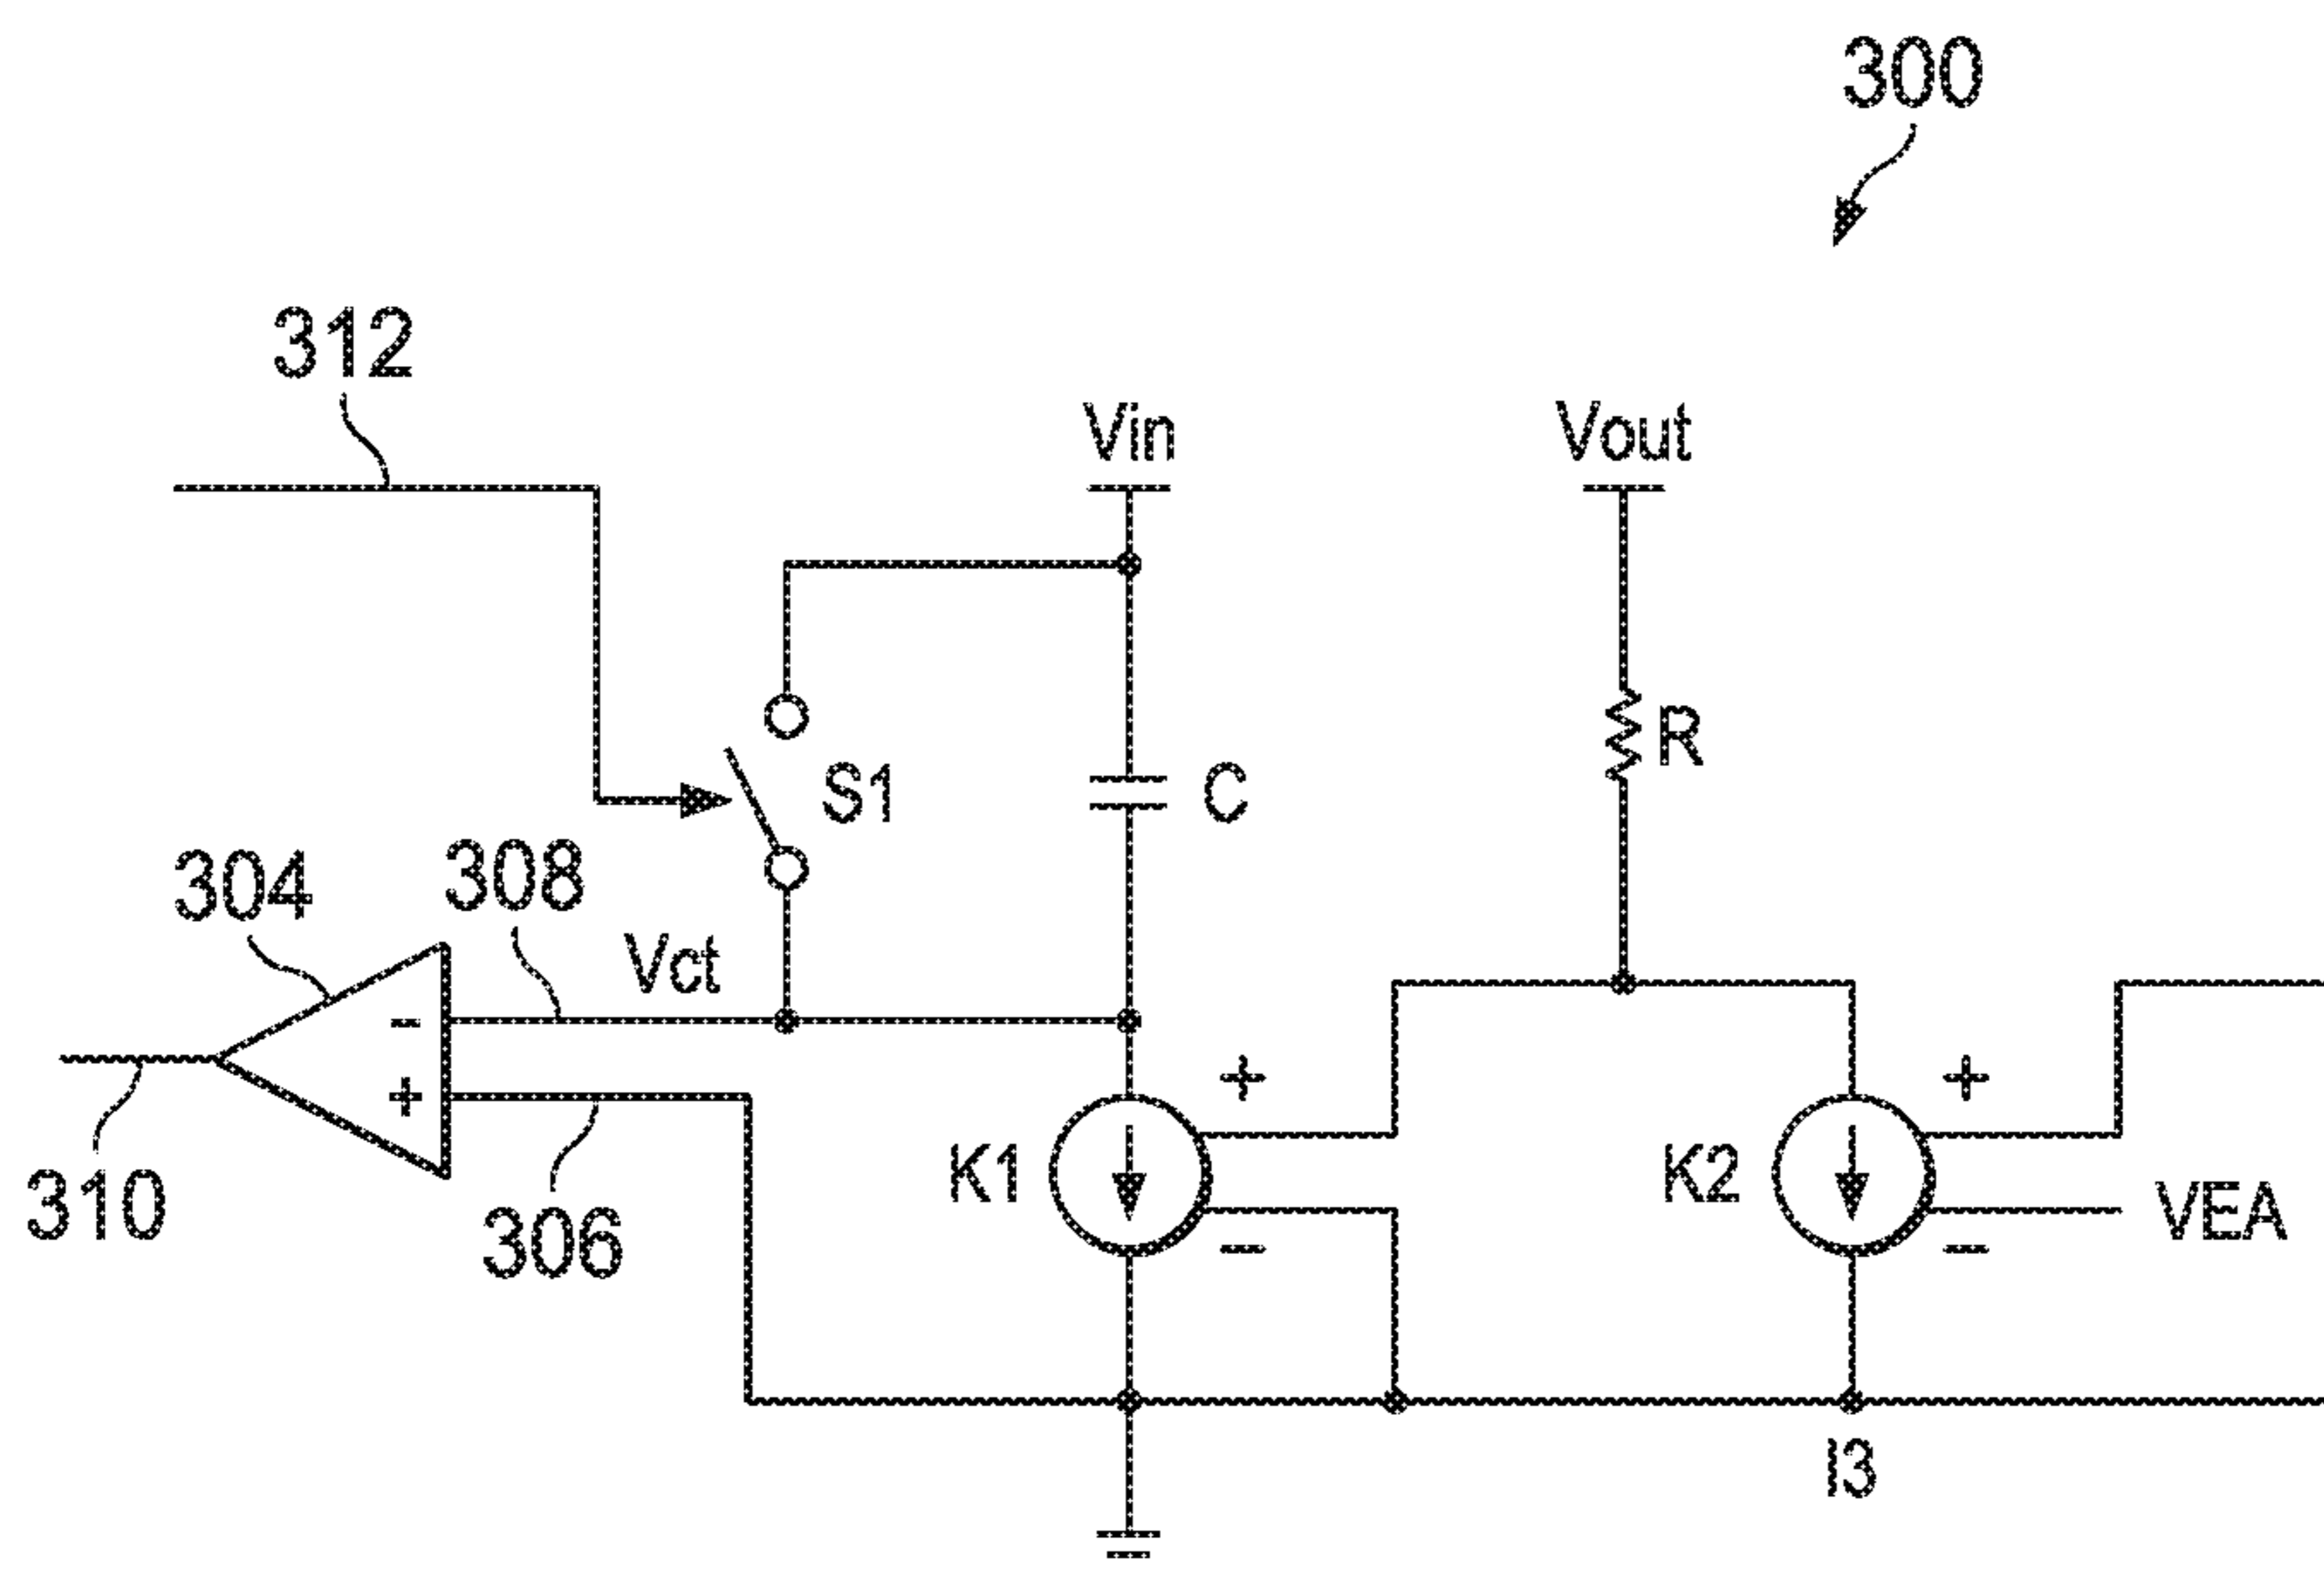 300
312
Vin
Vout
R
S1
C
304
308
Vct
-
+
+
+
K1
K2
310
306
-
-
VEA
I3